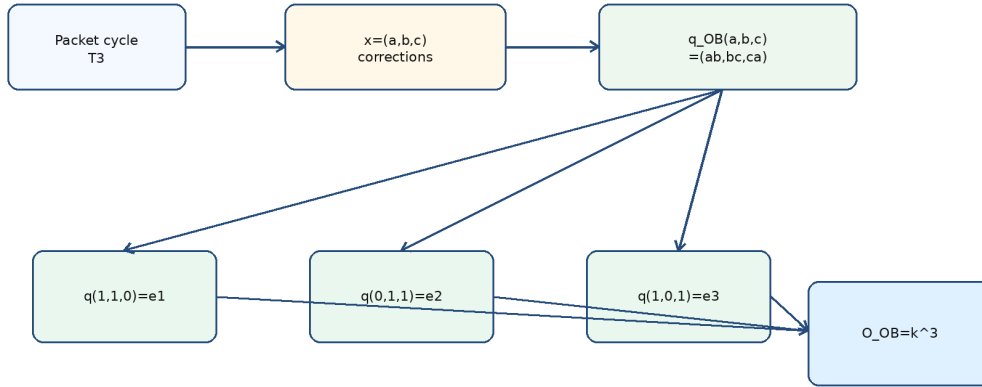 Packet cycle
T3
x=(a,b,c)
corrections
q_OB(a,b,c)
=(ab,bc,ca)
q(1,1,0)=e1
q(0,1,1)=e2
q(1,0,1)=e3
O_OB=k^3